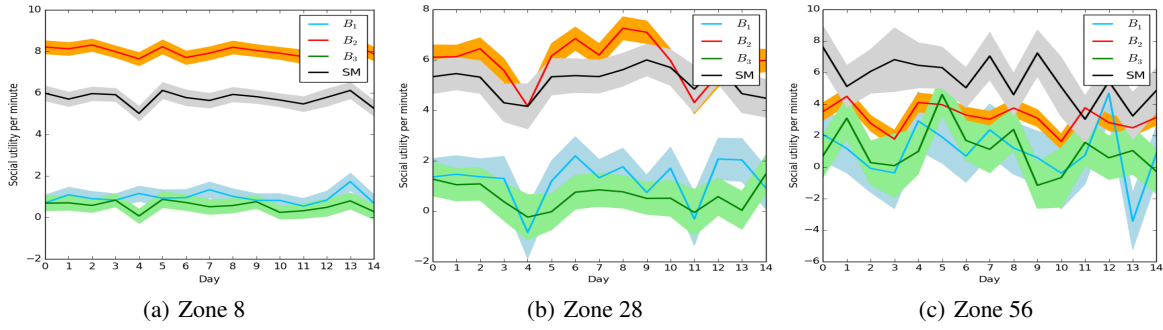 Social utility per minute
10
8
6
4
2
0
−2
0 1 2 3 4 5 6 7 8 9 10 11 12 13 14
Day
B₁
B₂
B₃
SM
(a) Zone 8
Social utility per minute
8
6
4
2
0
−2
0 1 2 3 4 5 6 7 8 9 10 11 12 13 14
Day
B₁
B₂
B₃
SM
(b) Zone 28
Social utility per minute
10
8
6
4
2
0
−2
−4
−6
0 1 2 3 4 5 6 7 8 9 10 11 12 13 14
Day
B₁
B₂
B₃
SM
(c) Zone 56